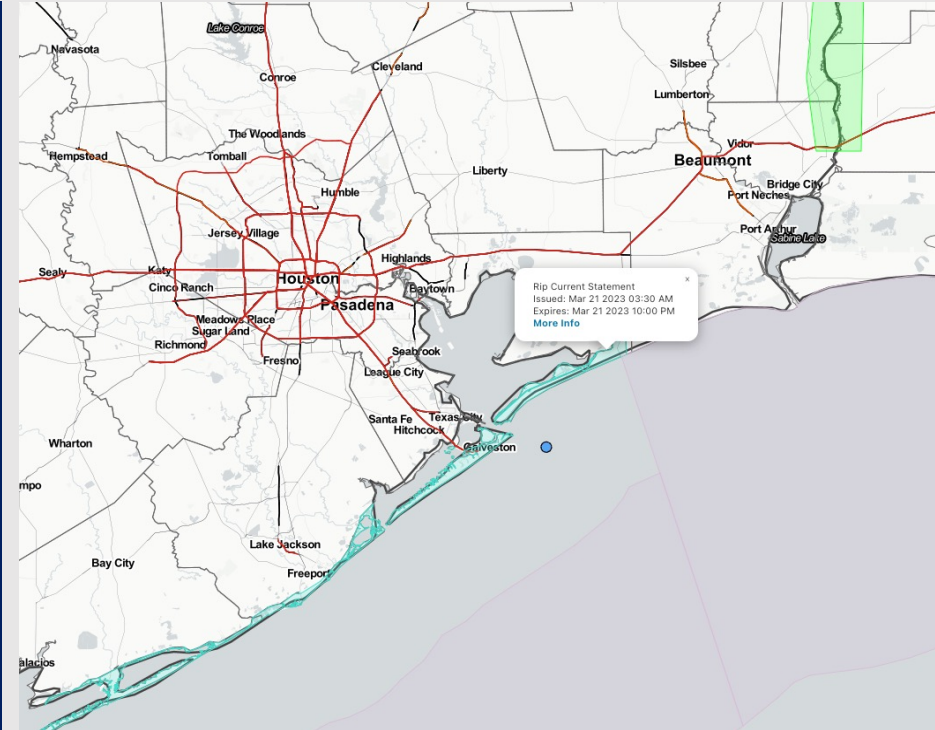 Lake Conroe
Navasota
Cleveland
Conroe
Silsbee
Lumberton
The Woodlands
Vidor
Hempstead
Tomball
Beaumont
Liberty
Humble
Bridge City
Port Neches
Jersey Village
Port Arthur
Sabine Lake
Highlands
Sealy
Katy
Houston
Cinco Ranch
Baytown
Pasadena
×
Rip Current Statement
Issued: Mar 21 2023 03:30 AM
Expires: Mar 21 2023 10:00 PM
More Info
Meadows Place
Sugar Land
Richmond
Seabrook
Fresno
League City
Santa Fe
Texas City
Hitchcock
Wharton
Galveston
mpo
Lake Jackson
Bay City
Freeport
alacios